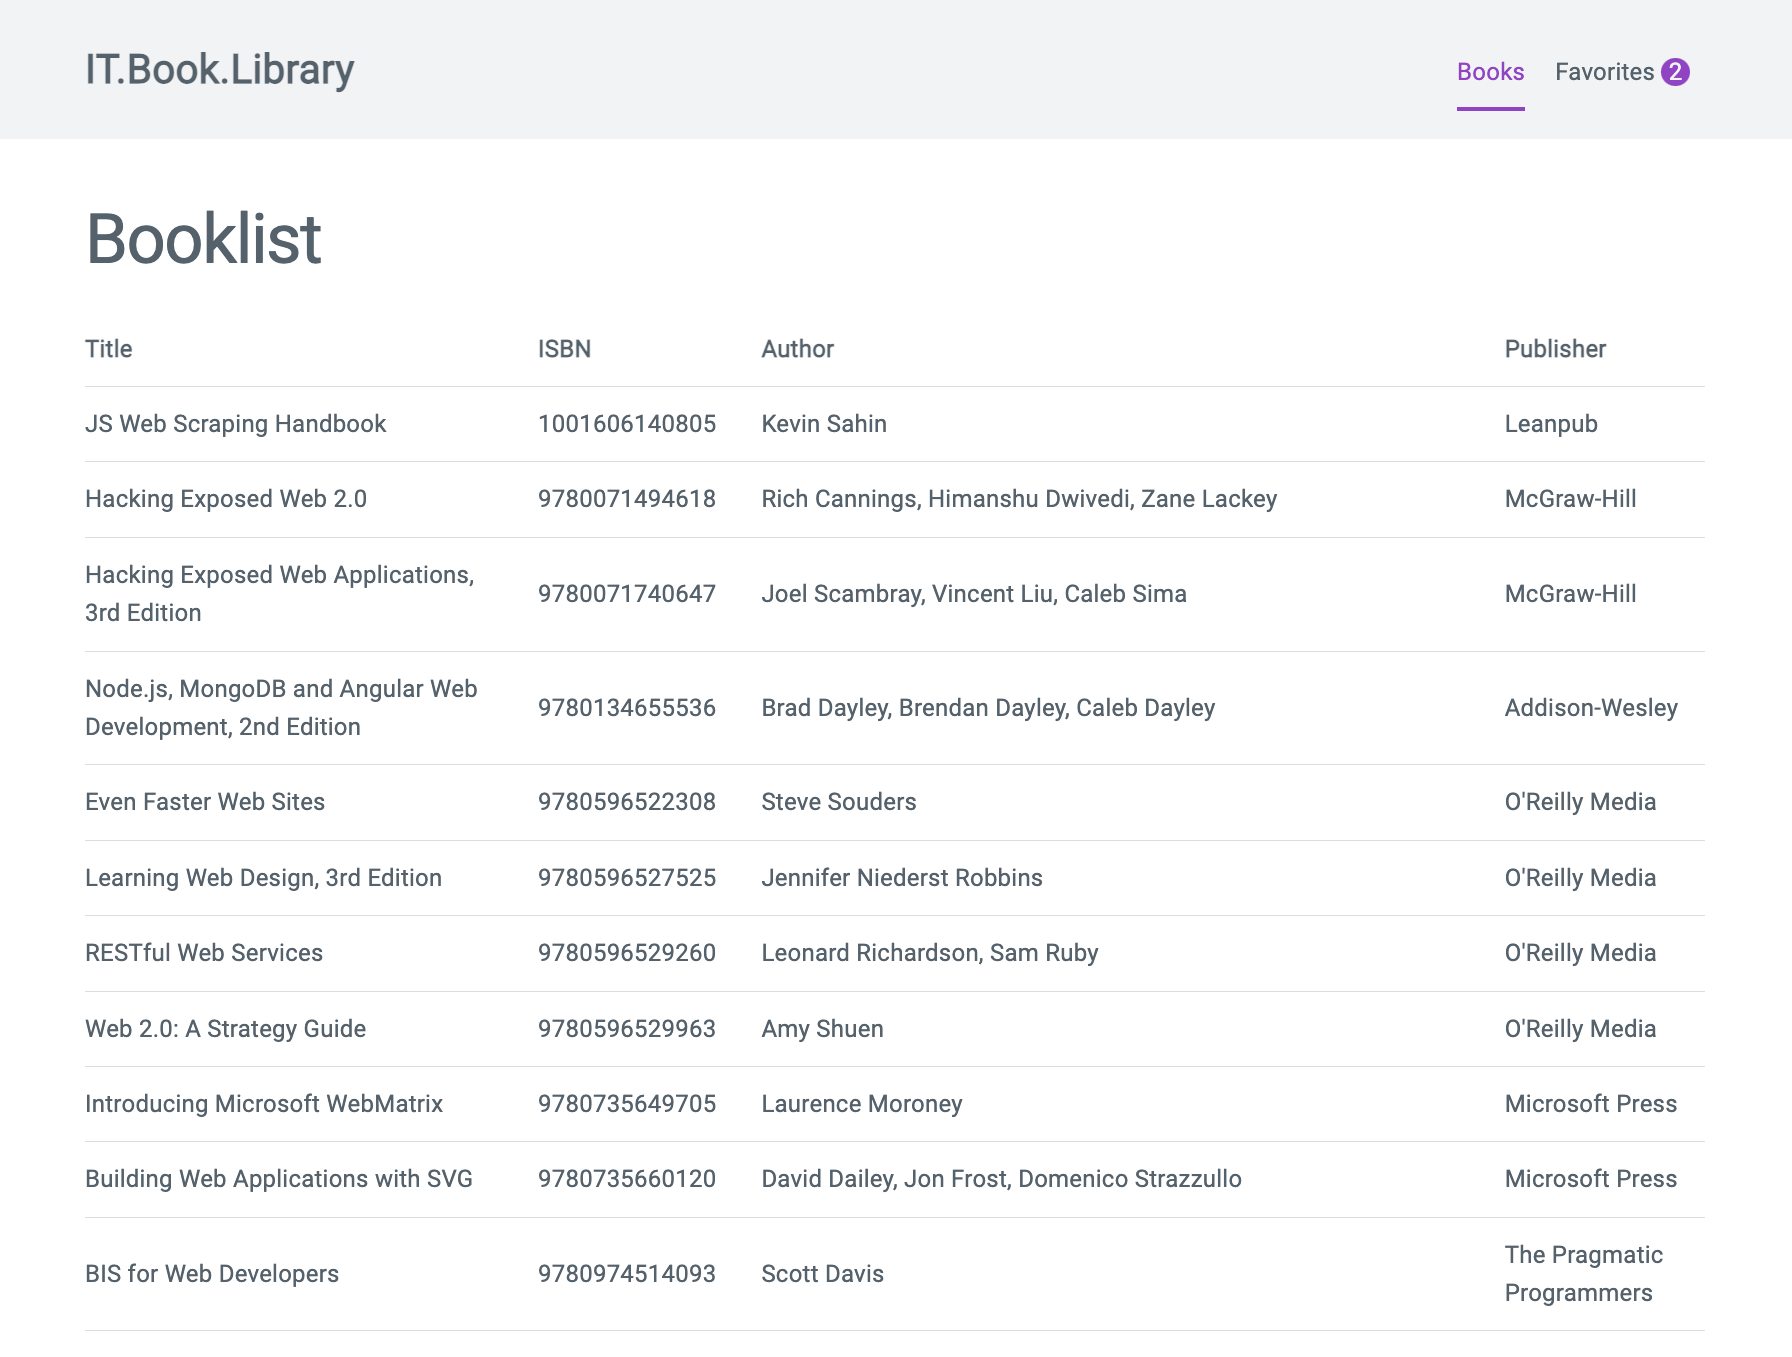 IT.Book.Library
Books Favorites 2
Booklist
Title ISBN Author Publisher
JS Web Scraping Handbook 1001606140805 Kevin Sahin Leanpub
Hacking Exposed Web 2.0 9780071494618 Rich Cannings, Himanshu Dwivedi, Zane Lackey McGraw-Hill
Hacking Exposed Web Applications,
3rd Edition 9780071740647 Joel Scambray, Vincent Liu, Caleb Sima McGraw-Hill
Node.js, MongoDB and Angular Web
Development, 2nd Edition 9780134655536 Brad Dayley, Brendan Dayley, Caleb Dayley Addison-Wesley
Even Faster Web Sites 9780596522308 Steve Souders O'Reilly Media
Learning Web Design, 3rd Edition 9780596527525 Jennifer Niederst Robbins O'Reilly Media
RESTful Web Services 9780596529260 Leonard Richardson, Sam Ruby O'Reilly Media
Web 2.0: A Strategy Guide 9780596529963 Amy Shuen O'Reilly Media
Introducing Microsoft WebMatrix 9780735649705 Laurence Moroney Microsoft Press
Building Web Applications with SVG 9780735660120 David Dailey, Jon Frost, Domenico Strazzullo Microsoft Press
BIS for Web Developers 9780974514093 Scott Davis The Pragmatic
Programmers